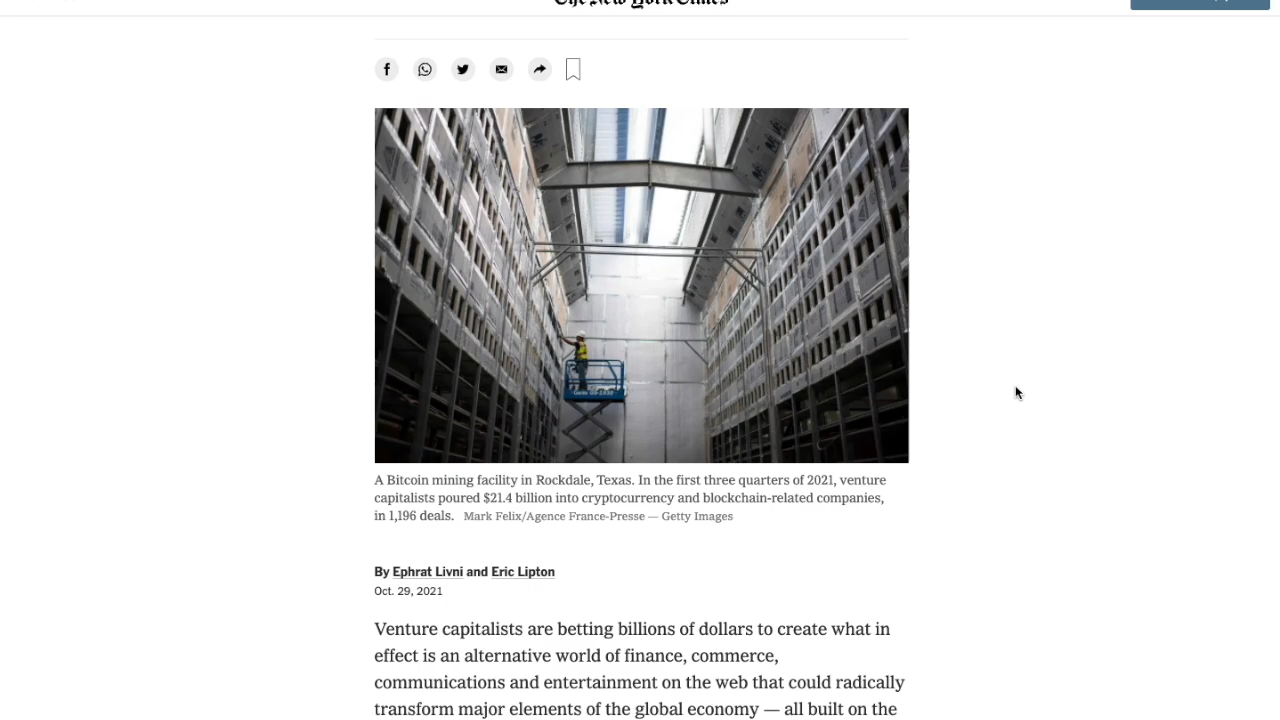 The New York Times
A Bitcoin mining facility in Rockdale, Texas. In the first three quarters of 2021, venture
capitalists poured $21.4 billion into cryptocurrency and blockchain-related companies,
in 1,196 deals. Mark Felix/Agence France-Presse — Getty Images
By Ephrat Livni and Eric Lipton
Oct. 29, 2021
Venture capitalists are betting billions of dollars to create what in
effect is an alternative world of finance, commerce,
communications and entertainment on the web that could radically
transform major elements of the global economy — all built on the